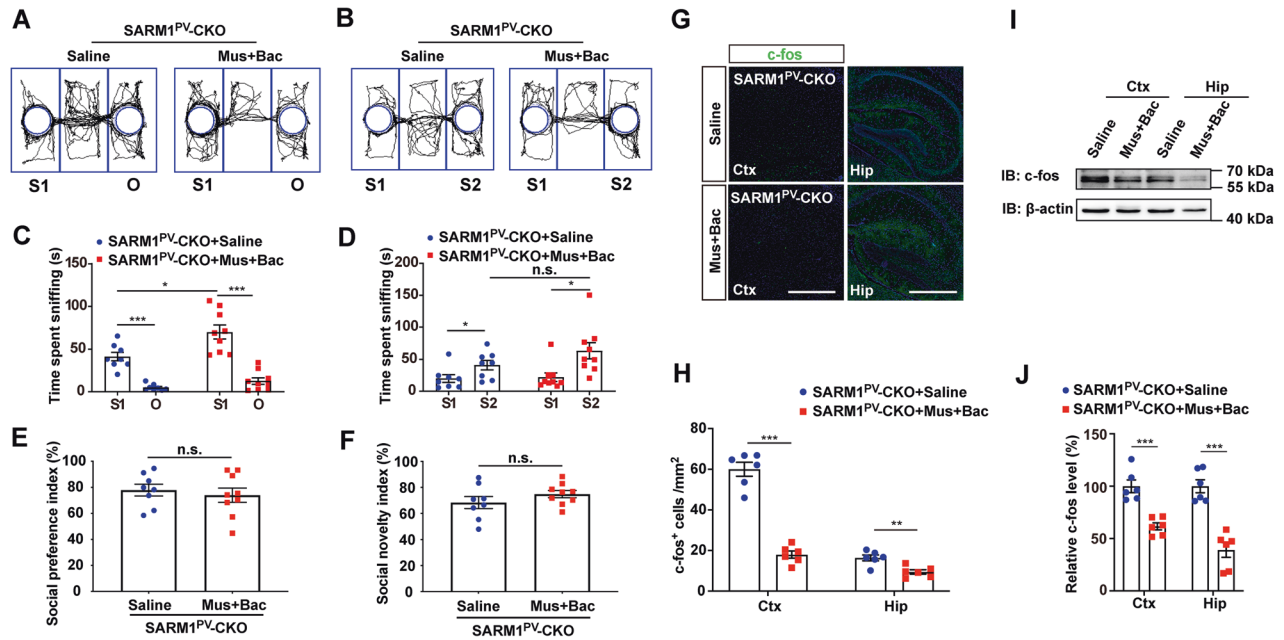 A
SARM1PV-CKO
Saline
Mus+Bac
S1
O
S1
O
B
SARM1PV-CKO
Saline
Mus+Bac
S1
S2
S1
S2
C
SARM1PV-CKO+Saline
SARM1PV-CKO+Mus+Bac
Time spent sniffing (s)
150
100
50
0
*
***
***
S1
O
S1
O
D
SARM1PV-CKO+Saline
SARM1PV-CKO+Mus+Bac
Time spent sniffing (s)
200
150
100
50
0
n.s.
*
*
S1
S2
S1
S2
E
Social preference index (%)
100
80
60
40
20
0
n.s.
Saline
Mus+Bac
SARM1PV-CKO
F
Social novelty index (%)
100
80
60
40
20
0
n.s.
Saline
Mus+Bac
SARM1PV-CKO
G
c-fos
Saline
SARM1PV-CKO
Ctx
Hip
Mus+Bac
SARM1PV-CKO
Ctx
Hip
H
SARM1PV-CKO+Saline
SARM1PV-CKO+Mus+Bac
c-fos+ cells /mm2
80
60
40
20
0
***
**
Ctx
Hip
I
Ctx
Hip
Saline
Mus+Bac
Saline
Mus+Bac
IB: c-fos
70 kDa
55 kDa
IB: β-actin
40 kDa
J
SARM1PV-CKO+Saline
SARM1PV-CKO+Mus+Bac
Relative c-fos level (%)
150
100
50
0
***
***
Ctx
Hip